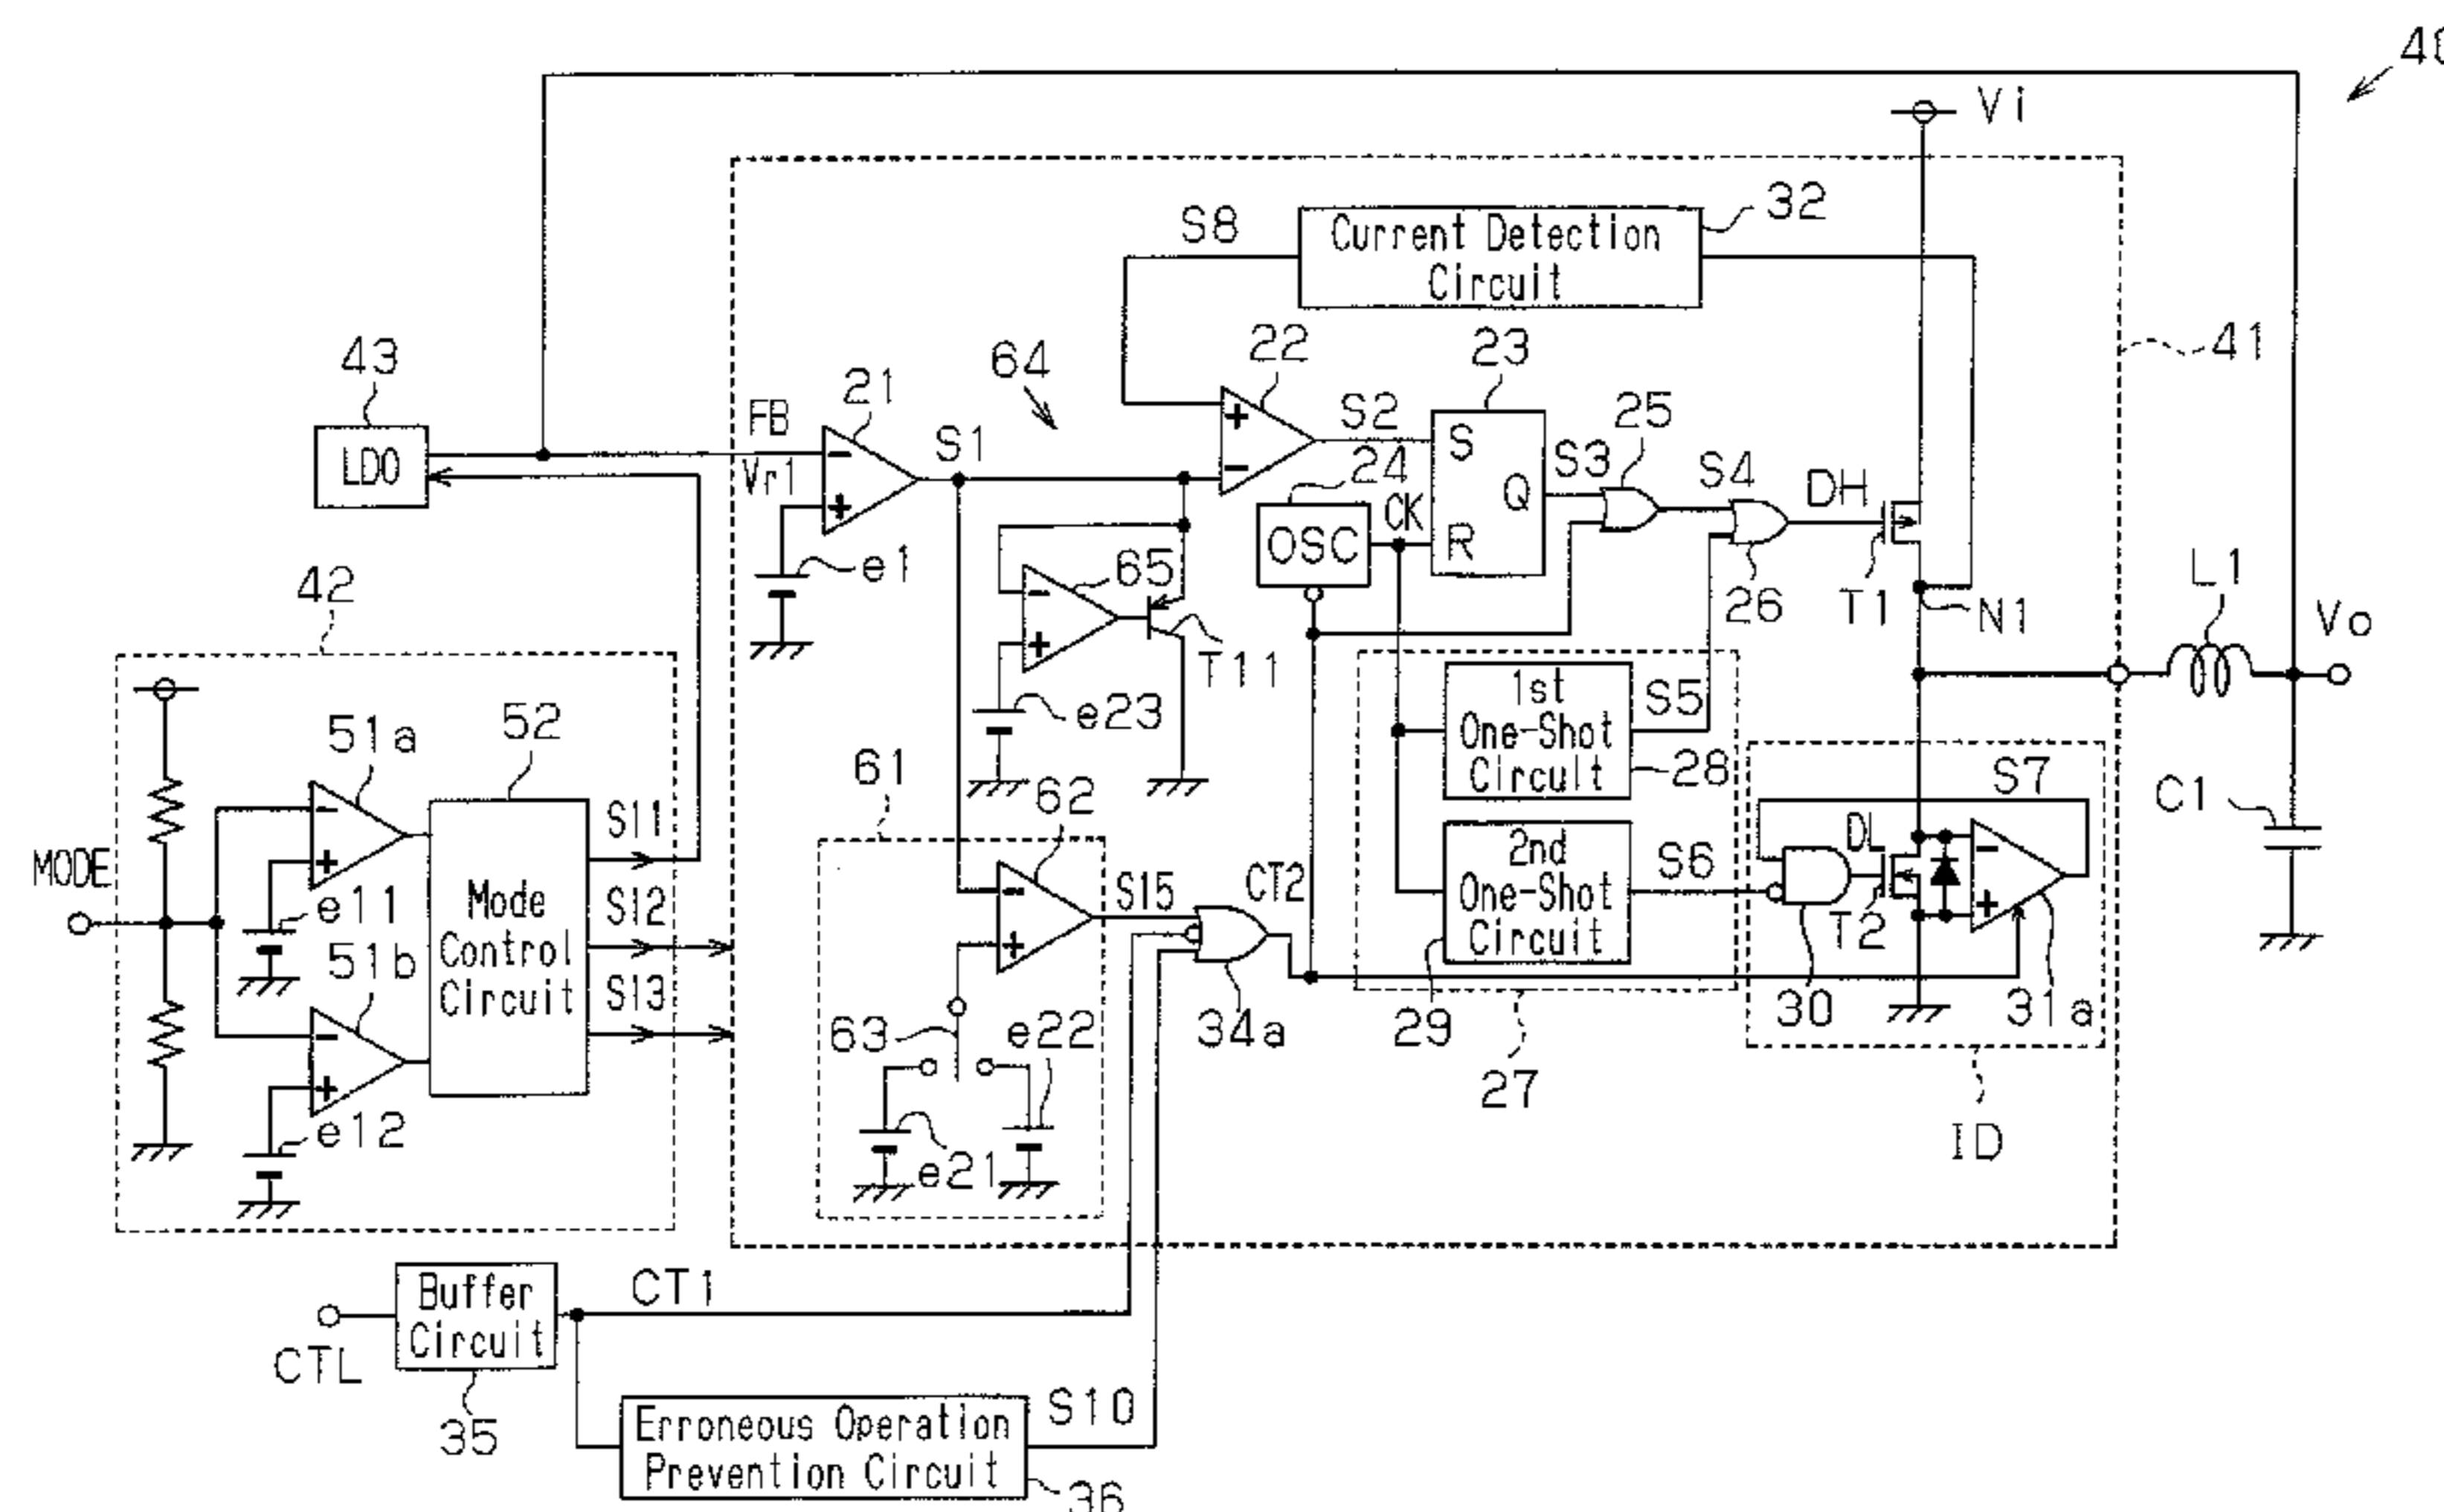 40
Vi
32
S8
Current Detection
Circuit
41
43
21
64
22
23
25
FB
S1
S2
24
S3
S4
DH
LDO
Vr1
S
Q
R
CK
OSC
e1
65
26
T1
N1
L1
Vo
42
T11
e23
1st
One-Shot
Circuit
S5
28
51a
52
61
62
S7
C1
MODE
S11
S12
S13
e11
Mode
Control
Circuit
51b
S15
CT2
2nd
One-Shot
Circuit
S6
DL
T2
63
e22
34a
29
30
31a
27
e12
e21
ID
Buffer
Circuit
CT1
CTL
35
Erroneous Operation
Prevention Circuit
S10
36